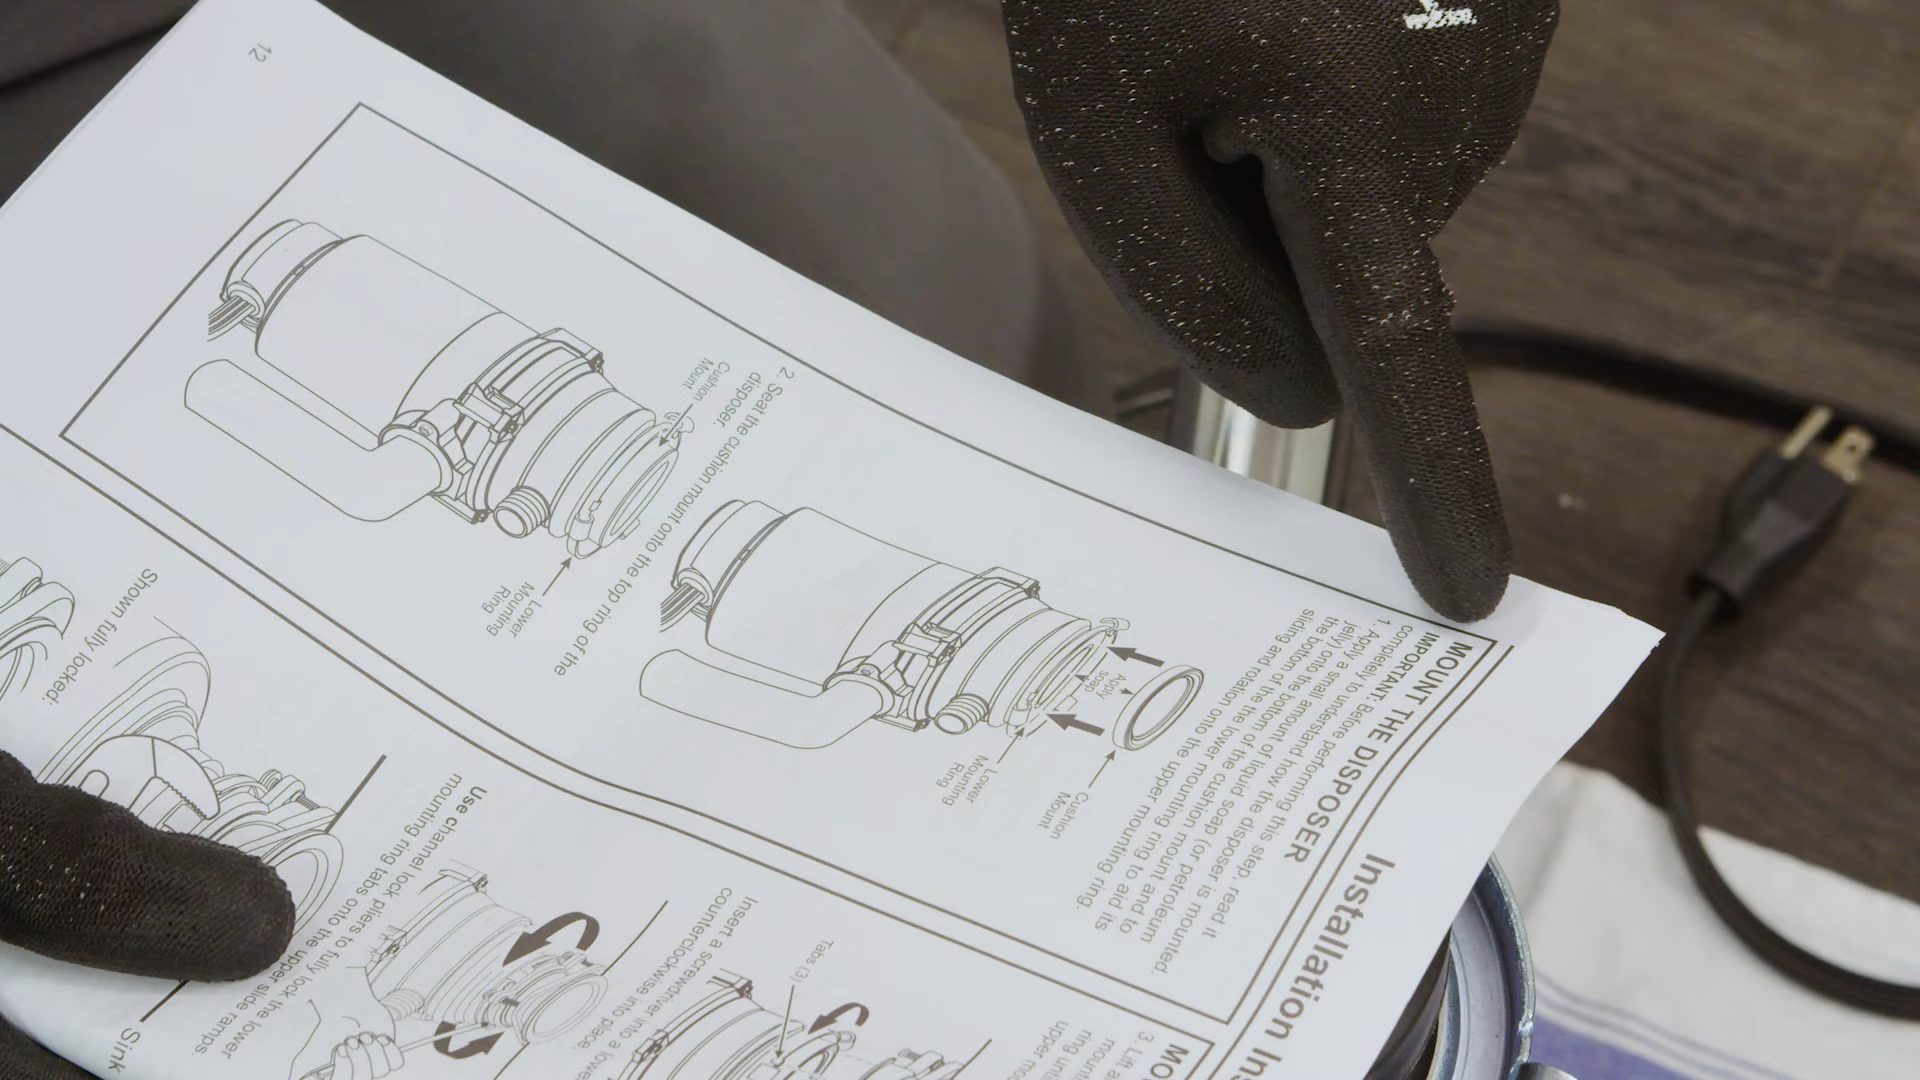 Installation In
MOUNT THE DISPOSER
IMPORTANT: Before performing this step, read it
completely to understand how the disposer is mounted.
1. Apply a small amount of liquid soap (or petroleum
jelly) onto the bottom of the cushion mount and to
the bottom of the the lower mounting ring to aid its
sliding and rotation onto the upper mounting ring.
Apply
soap
Cushion
Mount
Lower
Mounting
Ring
2. Seat the cushion mount onto the top ring of the
disposer.
Cushion
Mount
Lower
Mounting
Ring
12
MO
3. Lift a
mount
ring unti
upper mo
Tabs (3)
Insert a screwdriver into a lowe
counterclockwise into place.
Use channel lock pliers to fully lock the lower
mounting ring tabs onto the upper slide ramps.
Sink
Shown fully locked: